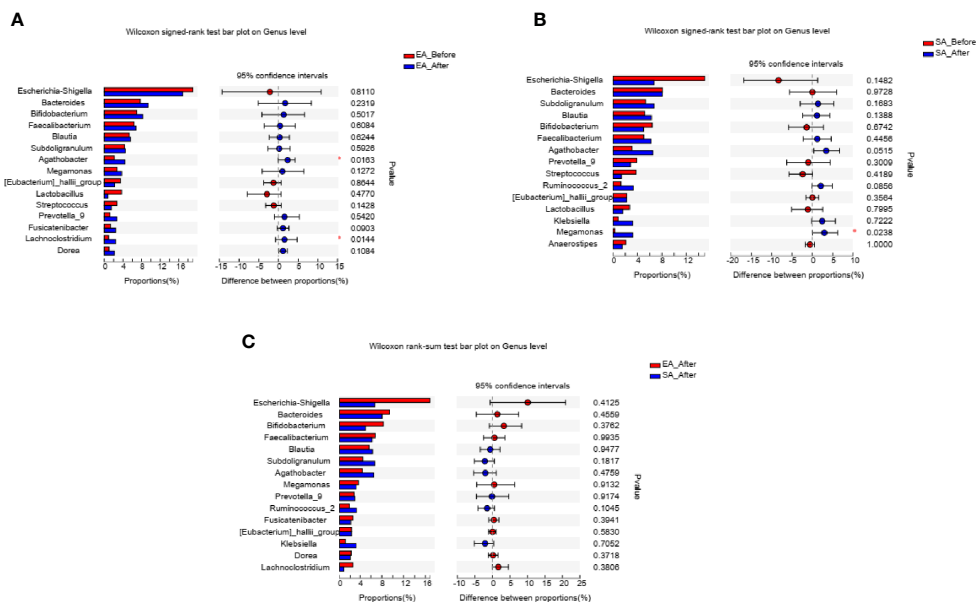 A
Wilcoxon signed-rank test bar plot on Genus level
EA_Before
EA_After
95% confidence intervals
Escherichia-Shigella 0.8110
Bacteroides 0.2319
Bifidobacterium 0.5017
Faecalibacterium 0.6084
Blautia 0.6244
Subdoligranulum 0.5926
Agathobacter * 0.0163
Megamonas 0.1272
[Eubacterium]_hallii_group 0.8644
Lactobacillus 0.4770
Streptococcus 0.1428
Prevotella_9 0.5420
Fusicatenibacter 0.0903
Lachnoclostridium * 0.0144
Dorea 0.1084
Pvalue
0 4 8 12 16 -15 -10 -5 0 5 10 15
Proportions(%) Difference between proportions(%)
B
Wilcoxon signed-rank test bar plot on Genus level
SA_Before
SA_After
95% confidence intervals
Escherichia-Shigella 0.1482
Bacteroides 0.9728
Subdoligranulum 0.1683
Blautia 0.1388
Bifidobacterium 0.6742
Faecalibacterium 0.4456
Agathobacter 0.0515
Prevotella_9 0.3009
Streptococcus 0.4189
Ruminococcus_2 0.0856
[Eubacterium]_hallii_group 0.3564
Lactobacillus 0.7995
Klebsiella 0.7222
Megamonas * 0.0238
Anaerostipes 1.0000
Pvalue
0 4 8 12 -20 -15 -10 -5 0 5 10
Proportions(%) Difference between proportions(%)
C
Wilcoxon rank-sum test bar plot on Genus level
EA_After
SA_After
95% confidence intervals
Escherichia-Shigella 0.4125
Bacteroides 0.4559
Bifidobacterium 0.3762
Faecalibacterium 0.9935
Blautia 0.9477
Subdoligranulum 0.1817
Agathobacter 0.4759
Megamonas 0.9132
Prevotella_9 0.9174
Ruminococcus_2 0.1045
Fusicatenibacter 0.3941
[Eubacterium]_hallii_group 0.5830
Klebsiella 0.7052
Dorea 0.3718
Lachnoclostridium 0.3806
Pvalue
0 4 8 12 16 -10 -5 0 5 10 15 20 25
Proportions(%) Difference between proportions(%)